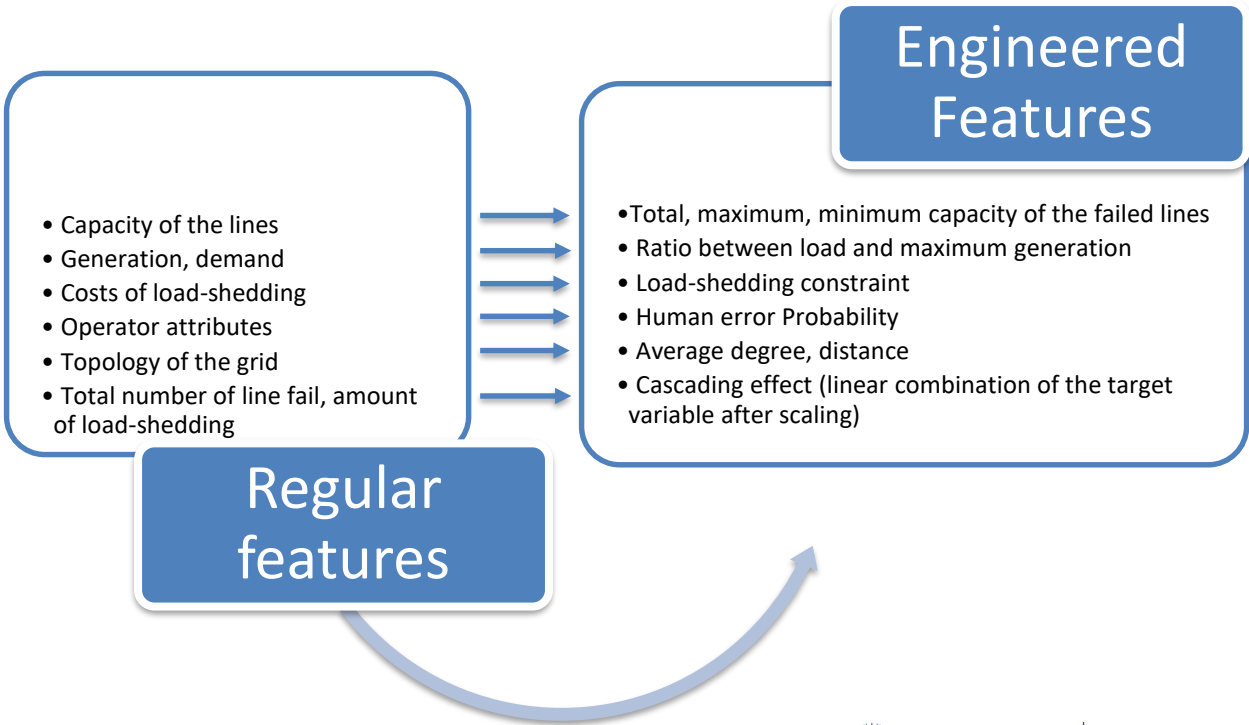 Engineered
Features
• Capacity of the lines
• Generation, demand
• Costs of load-shedding
• Operator attributes
• Topology of the grid
• Total number of line fail, amount
of load-shedding
Regular
features
•Total, maximum, minimum capacity of the failed lines
• Ratio between load and maximum generation
• Load-shedding constraint
• Human error Probability
• Average degree, distance
• Cascading effect (linear combination of the target
variable after scaling)